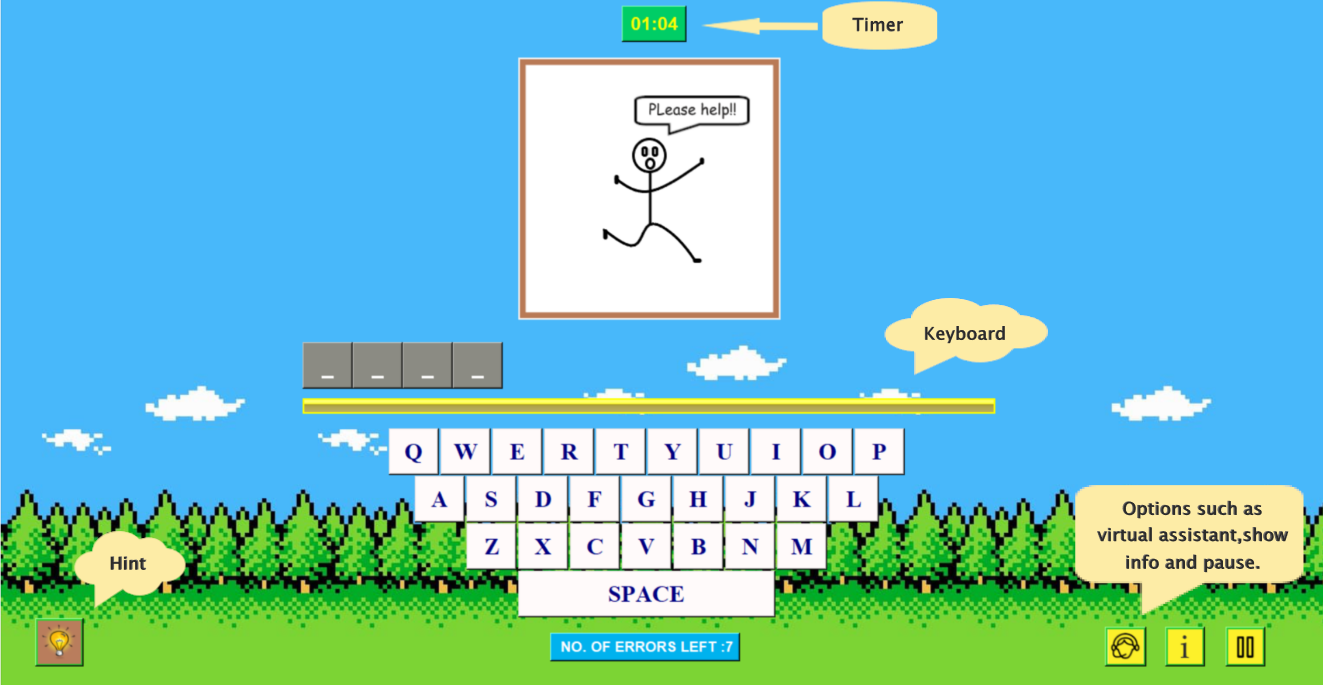 01:04
Timer
PLease help!!
Keyboard
_ _ _ _
Q W E R T Y U I O P
A S D F G H J K L
Z X C V B N M
SPACE
Hint
Options such as
virtual assistant,show
info and pause.
NO. OF ERRORS LEFT :7
i